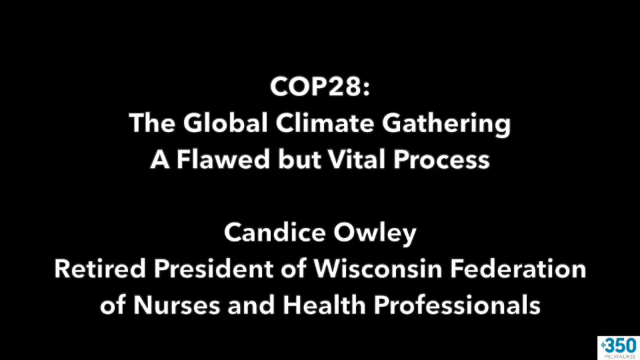 COP28:
The Global Climate Gathering
A Flawed but Vital Process
Candice Owley
Retired President of Wisconsin Federation
of Nurses and Health Professionals
+350
MILWAUKEE